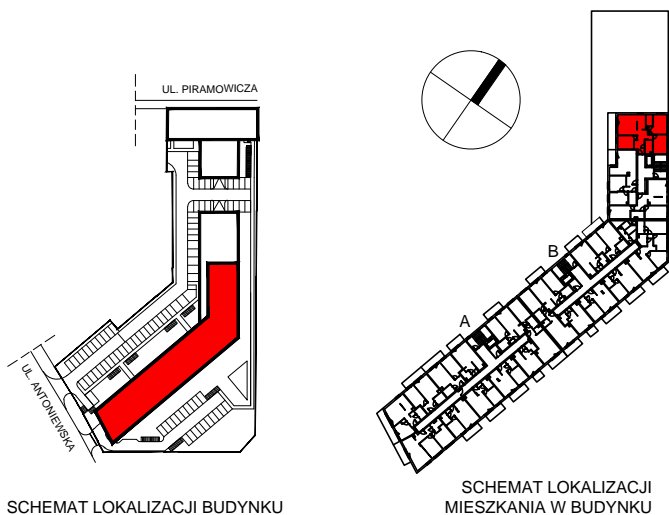 UL. PIRAMOWICZA
B
A
UL. ANTONIEWSKA
SCHEMAT LOKALIZACJI BUDYNKU
SCHEMAT LOKALIZACJI
MIESZKANIA W BUDYNKU